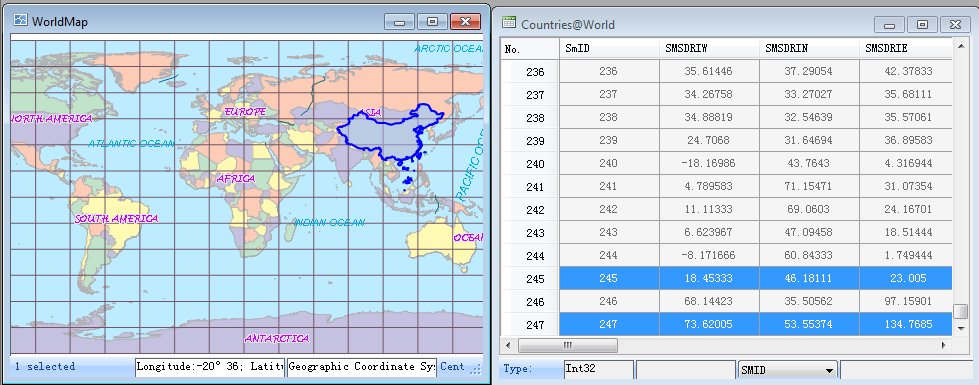 WorldMap
ARCTIC OCEAN
NORTH AMERICA
EUROPE
ASIA
ATLANTIC OCEAN
PACIFIC OC
AFRICA
SOUTH AMERICA
INDIAN OCEAN
OCEAN
ANTARCTICA
1 selected
Longitude:-20° 36; Latitu
Geographic Coordinate Sys
Cent
Countries@World
No. SmID SMSDRIW SMSDRIN SMSDRIE
236 236 35.61446 37.29054 42.37833
237 237 34.26758 33.27027 35.68111
238 238 34.88819 32.54639 35.57061
239 239 24.7068 31.64694 36.89583
240 240 -18.16986 43.7643 4.316944
241 241 4.789583 71.15471 31.07354
242 242 11.11333 69.0603 24.16701
243 243 6.623967 47.09458 18.51444
244 244 -8.171666 60.84333 1.749444
245 245 18.45333 46.18111 23.005
246 246 68.14423 35.50562 97.15901
247 247 73.62005 53.55374 134.7685
Type: Int32 SMID